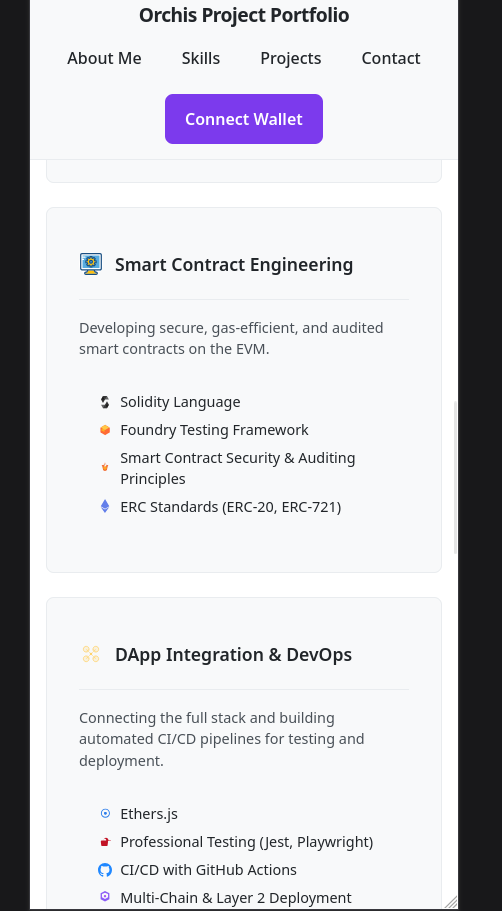 Orchis Project Portfolio
About Me Skills Projects Contact
Connect Wallet
Smart Contract Engineering
Developing secure, gas-efficient, and audited
smart contracts on the EVM.
Solidity Language
Foundry Testing Framework
Smart Contract Security & Auditing
Principles
ERC Standards (ERC-20, ERC-721)
DApp Integration & DevOps
Connecting the full stack and building
automated CI/CD pipelines for testing and
deployment.
Ethers.js
Professional Testing (Jest, Playwright)
CI/CD with GitHub Actions
Multi-Chain & Layer 2 Deployment